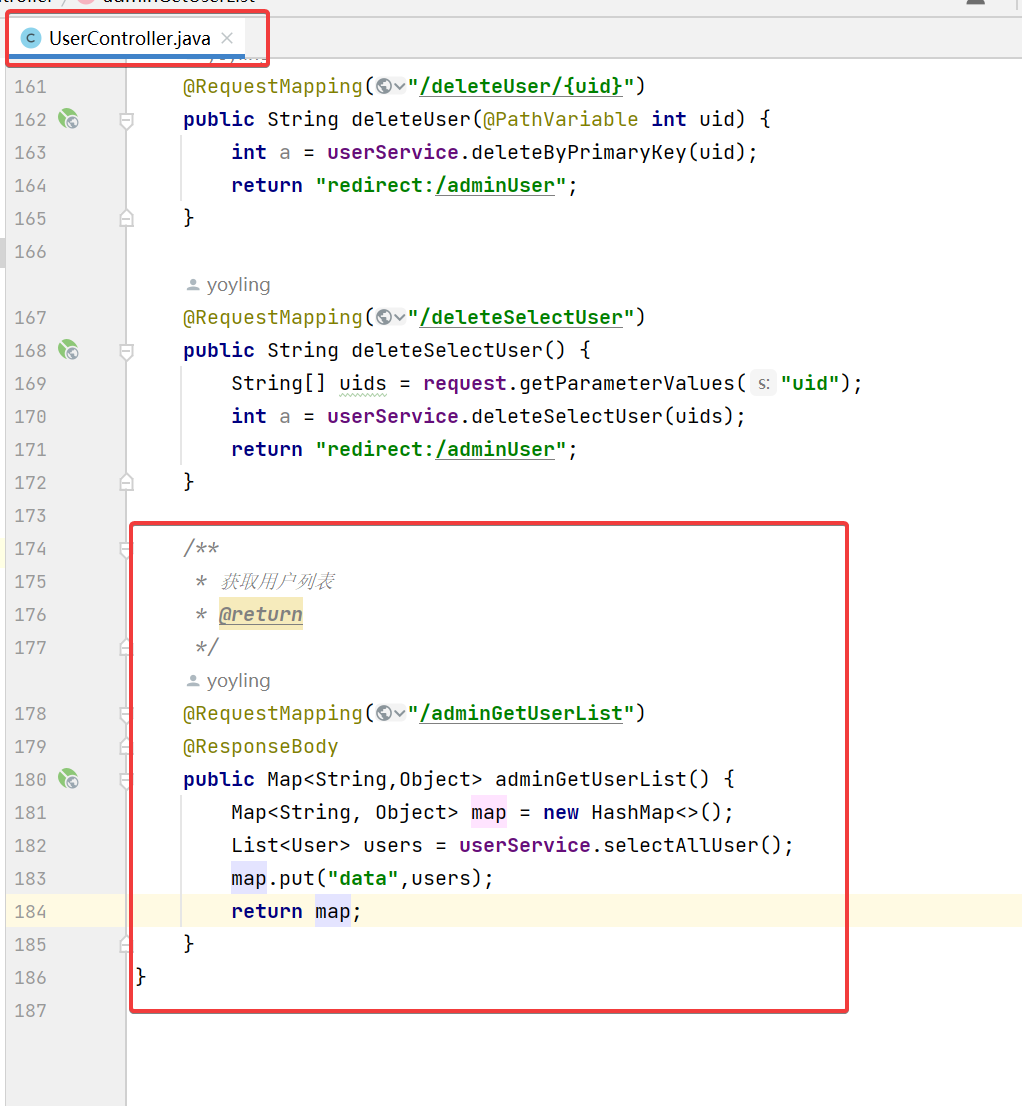 UserController.java
161 @RequestMapping("/deleteUser/{uid}")
162 public String deleteUser(@PathVariable int uid) {
163 int a = userService.deleteByPrimaryKey(uid);
164 return "redirect:/adminUser";
165 }
166
yoyling
167 @RequestMapping("/deleteSelectUser")
168 public String deleteSelectUser() {
169 String[] uids = request.getParameterValues( s: "uid");
170 int a = userService.deleteSelectUser(uids);
171 return "redirect:/adminUser";
172 }
173
174 /**
175 * 获取用户列表
176 * @return
177 */
yoyling
178 @RequestMapping("/adminGetUserList")
179 @ResponseBody
180 public Map<String,Object> adminGetUserList() {
181 Map<String, Object> map = new HashMap<>();
182 List<User> users = userService.selectAllUser();
183 map.put("data",users);
184 return map;
185 }
186 }
187